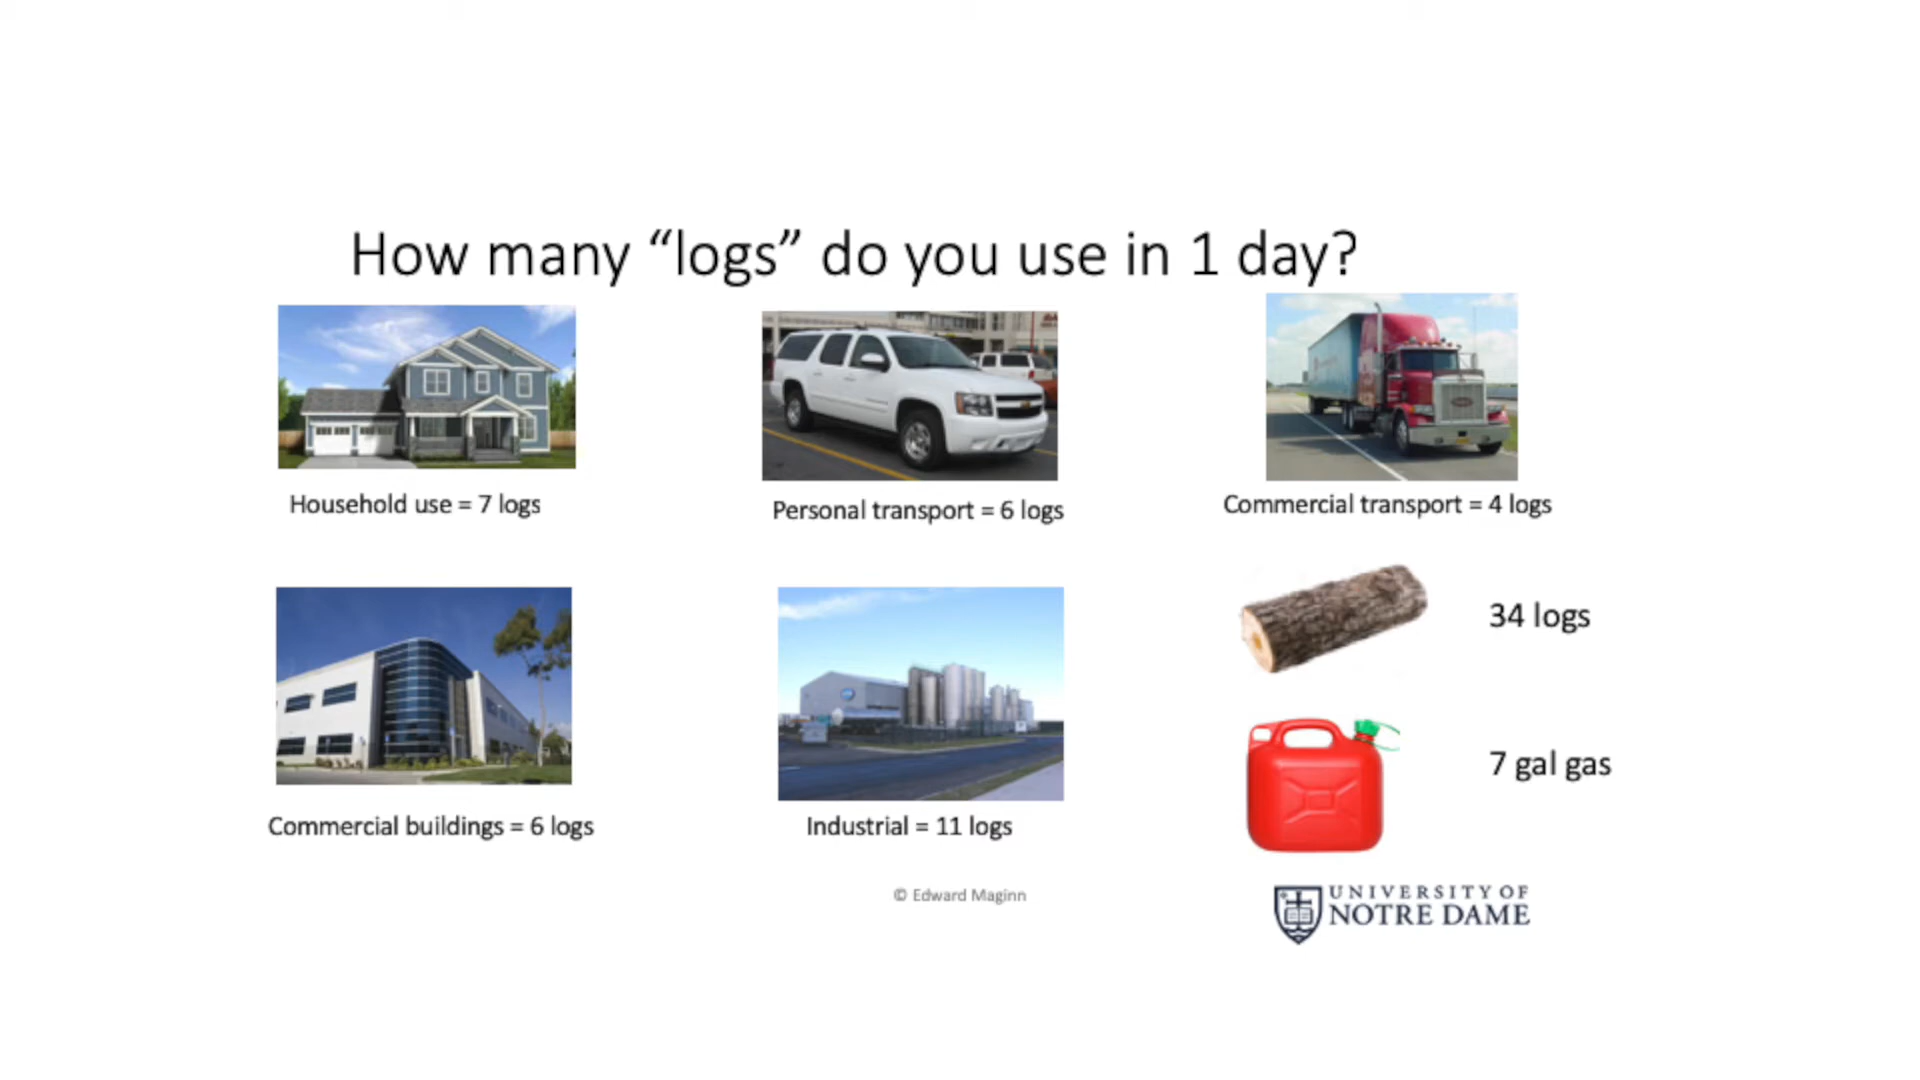 How many “logs” do you use in 1 day?
Household use = 7 logs
Personal transport = 6 logs
Commercial transport = 4 logs
34 logs
7 gal gas
Commercial buildings = 6 logs
Industrial = 11 logs
© Edward Maginn
UNIVERSITY OF
NOTRE DAME